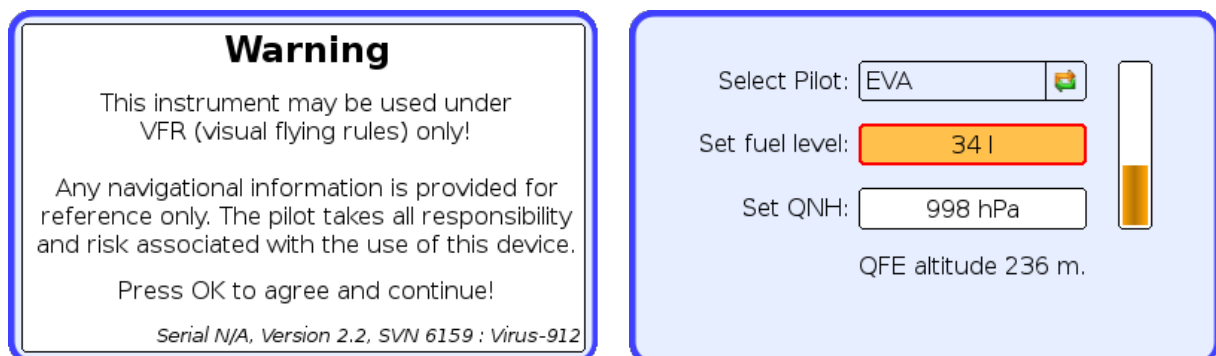 Warning
This instrument may be used under
VFR (visual flying rules) only!
Any navigational information is provided for
reference only. The pilot takes all responsibility
and risk associated with the use of this device.
Press OK to agree and continue!
Serial N/A, Version 2.2, SVN 6159 : Virus-912
Select Pilot: EVA
Set fuel level: 34 l
Set QNH: 998 hPa
QFE altitude 236 m.